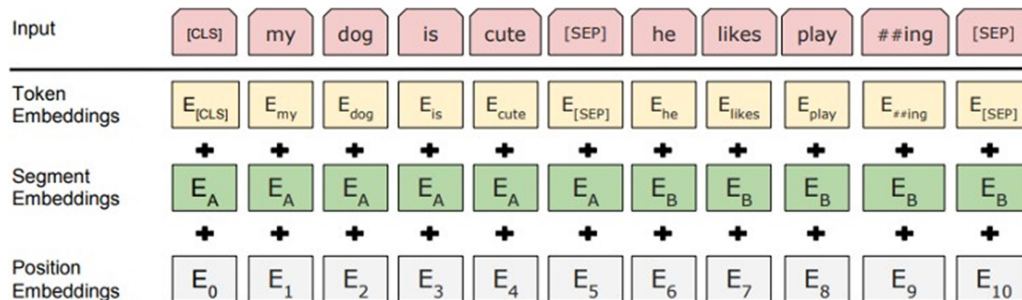 Input [CLS] my dog is cute [SEP] he likes play ##ing [SEP]
Token
Embeddings E[CLS] Emy Edog Eis Ecute E[SEP] Ehe Elikes Eplay E##ing E[SEP]
Segment
Embeddings EA EA EA EA EA EA EB EB EB EB EB
Position
Embeddings E0 E1 E2 E3 E4 E5 E6 E7 E8 E9 E10